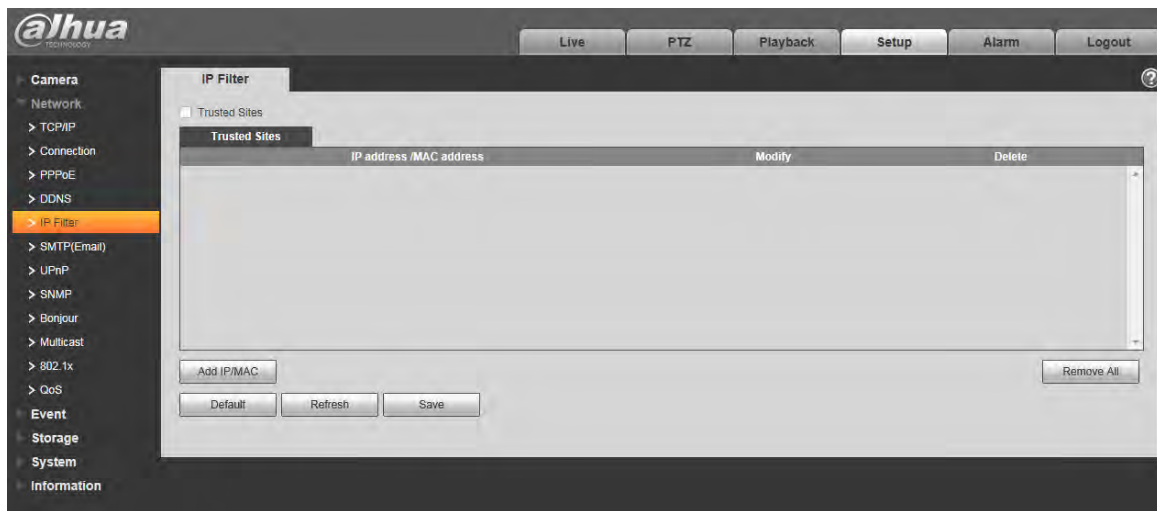 alhua
TECHNOLOGY
Live
PTZ
Playback
Setup
Alarm
Logout
Camera
Network
> TCP/IP
> Connection
> PPPoE
> DDNS
> IP Filter
> SMTP(Email)
> UPnP
> SNMP
> Bonjour
> Multicast
> 802.1x
> QoS
Event
Storage
System
Information
IP Filter
?
Trusted Sites
Trusted Sites
IP address /MAC address
Modify
Delete
Add IP/MAC
Remove All
Default
Refresh
Save